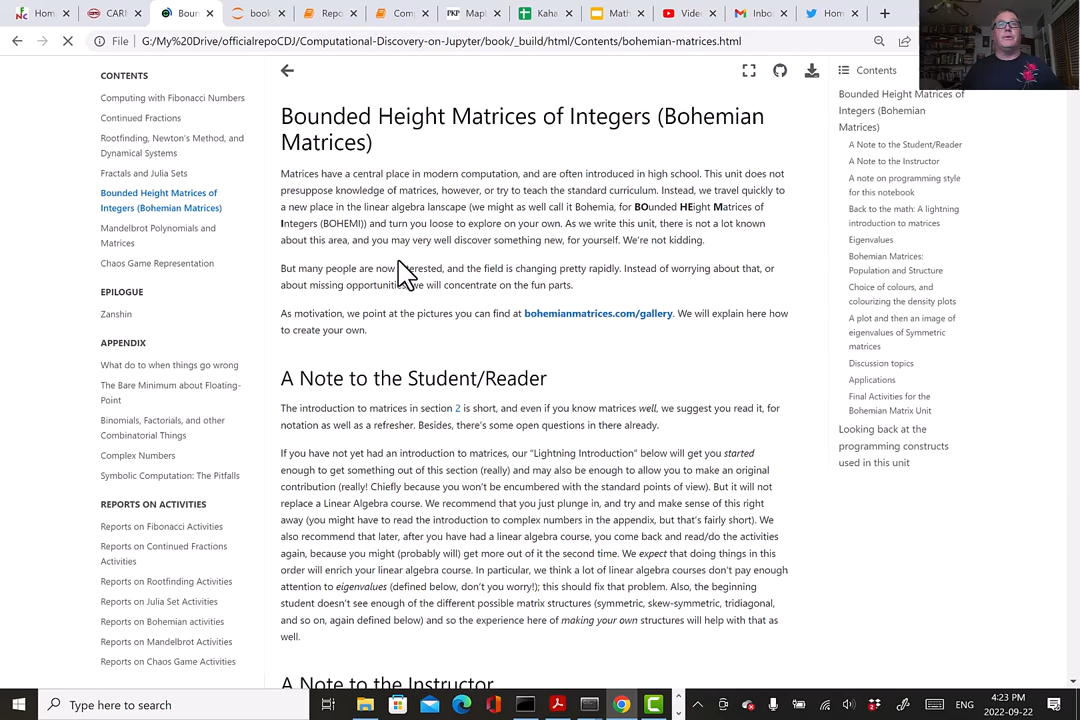 Hom
CARN
Boun
book
Repo
Comp
PKP Mapl
Kaha
Math
Vide
Inbo
Hom
File G:/My%20Drive/officialrepoCDJ/Computational-Discovery-on-Jupyter/book/_build/html/Contents/bohemian-matrices.html
CONTENTS
Computing with Fibonacci Numbers
Continued Fractions
Rootfinding, Newton's Method, and
Dynamical Systems
Fractals and Julia Sets
Bounded Height Matrices of
Integers (Bohemian Matrices)
Mandelbrot Polynomials and
Matrices
Chaos Game Representation
EPILOGUE
Zanshin
APPENDIX
What do to when things go wrong
The Bare Minimum about Floating-
Point
Binomials, Factorials, and other
Combinatorial Things
Complex Numbers
Symbolic Computation: The Pitfalls
REPORTS ON ACTIVITIES
Reports on Fibonacci Activities
Reports on Continued Fractions
Activities
Reports on Rootfinding Activities
Reports on Julia Set Activities
Reports on Bohemian activities
Reports on Mandelbrot Activities
Reports on Chaos Game Activities
Bounded Height Matrices of Integers (Bohemian
Matrices)
Matrices have a central place in modern computation, and are often introduced in high school. This unit does not
presuppose knowledge of matrices, however, or try to teach the standard curriculum. Instead, we travel quickly to
a new place in the linear algebra lanscape (we might as well call it Bohemia, for BOunded HEight Matrices of
Integers (BOHEMI)) and turn you loose to explore on your own. As we write this unit, there is not a lot known
about this area, and you may very well discover something new, for yourself. We're not kidding.
But many people are now interested, and the field is changing pretty rapidly. Instead of worrying about that, or
about missing opportunities, we will concentrate on the fun parts.
As motivation, we point at the pictures you can find at bohemianmatrices.com/gallery. We will explain here how
to create your own.
A Note to the Student/Reader
The introduction to matrices in section 2 is short, and even if you know matrices well, we suggest you read it, for
notation as well as a refresher. Besides, there's some open questions in there already.
If you have not yet had an introduction to matrices, our "Lightning Introduction" below will get you started
enough to get something out of this section (really) and may also be enough to allow you to make an original
contribution (really! Chiefly because you won't be encumbered with the standard points of view). But it will not
replace a Linear Algebra course. We recommend that you just plunge in, and try and make sense of this right
away (you might have to read the introduction to complex numbers in the appendix, but that's fairly short). We
also recommend that later, after you have had a linear algebra course, you come back and read/do the activities
again, because you might (probably will) get more out of it the second time. We expect that doing things in this
order will enrich your linear algebra course. In particular, we think a lot of linear algebra courses don't pay enough
attention to eigenvalues (defined below, don't you worry!); this should fix that problem. Also, the beginning
student doesn't see enough of the different possible matrix structures (symmetric, skew-symmetric, tridiagonal,
and so on, again defined below) and so the experience here of making your own structures will help with that as
well.
A Note to the Instructor
Contents
Bounded Height Matrices of
Integers (Bohemian
Matrices)
A Note to the Student/Reader
A Note to the Instructor
A note on programming style
for this notebook
Back to the math: A lightning
introduction to matrices
Eigenvalues
Bohemian Matrices:
Population and Structure
Choice of colours, and
colourizing the density plots
A plot and then an image of
eigenvalues of Symmetric
matrices
Discussion topics
Applications
Final Activities for the
Bohemian Matrix Unit
Looking back at the
programming constructs
used in this unit
Type here to search
ENG
4:23 PM
2022-09-22